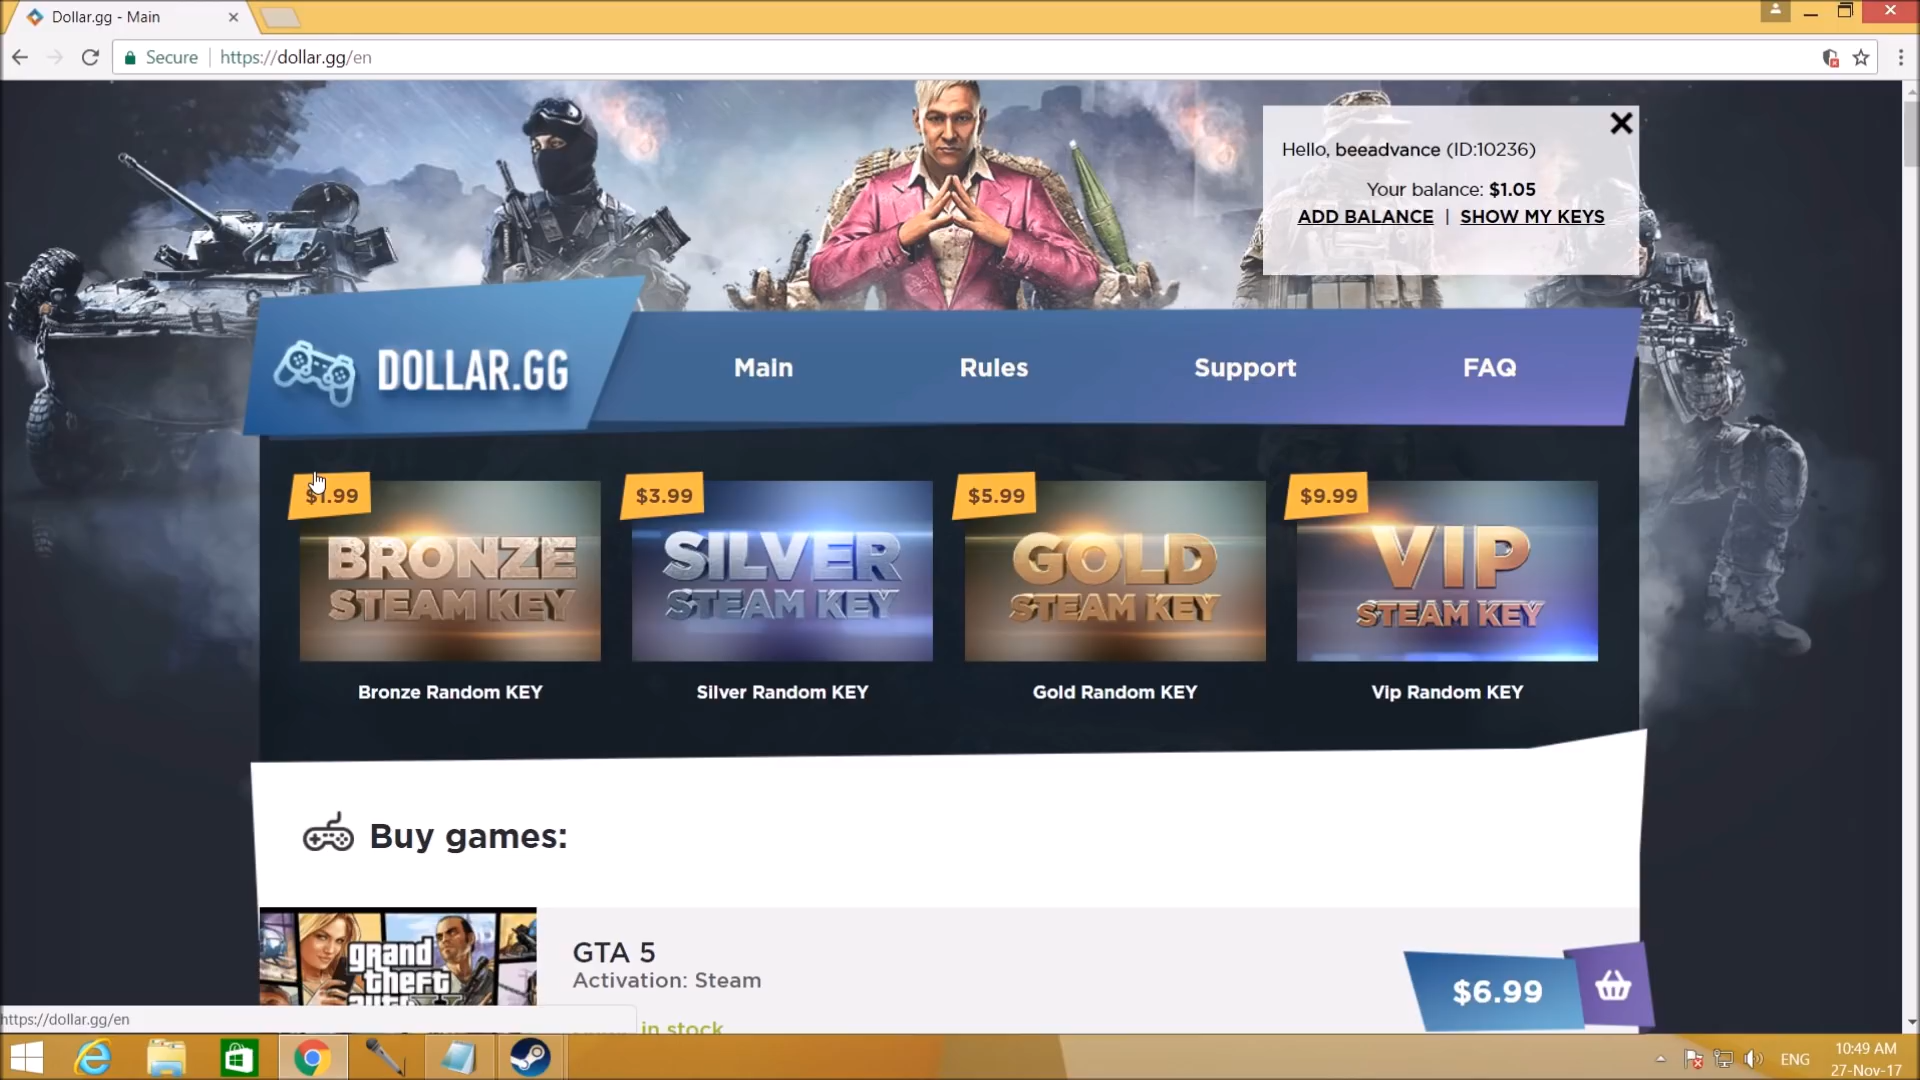 Dollar.gg - Main
Secure
https://dollar.gg/en
Hello, beeadvance (ID:10236)
Your balance: $1.05
ADD BALANCE | SHOW MY KEYS
DOLLAR.GG
Main
Rules
Support
FAQ
$1.99
$3.99
$5.99
$9.99
BRONZE
STEAM KEY
SILVER
STEAM KEY
GOLD
STEAM KEY
VIP
STEAM KEY
Bronze Random KEY
Silver Random KEY
Gold Random KEY
Vip Random KEY
Buy games:
grand
theft
GTA 5
Activation: Steam
$6.99
in stock
https://dollar.gg/en
ENG
10:49 AM
27-Nov-17